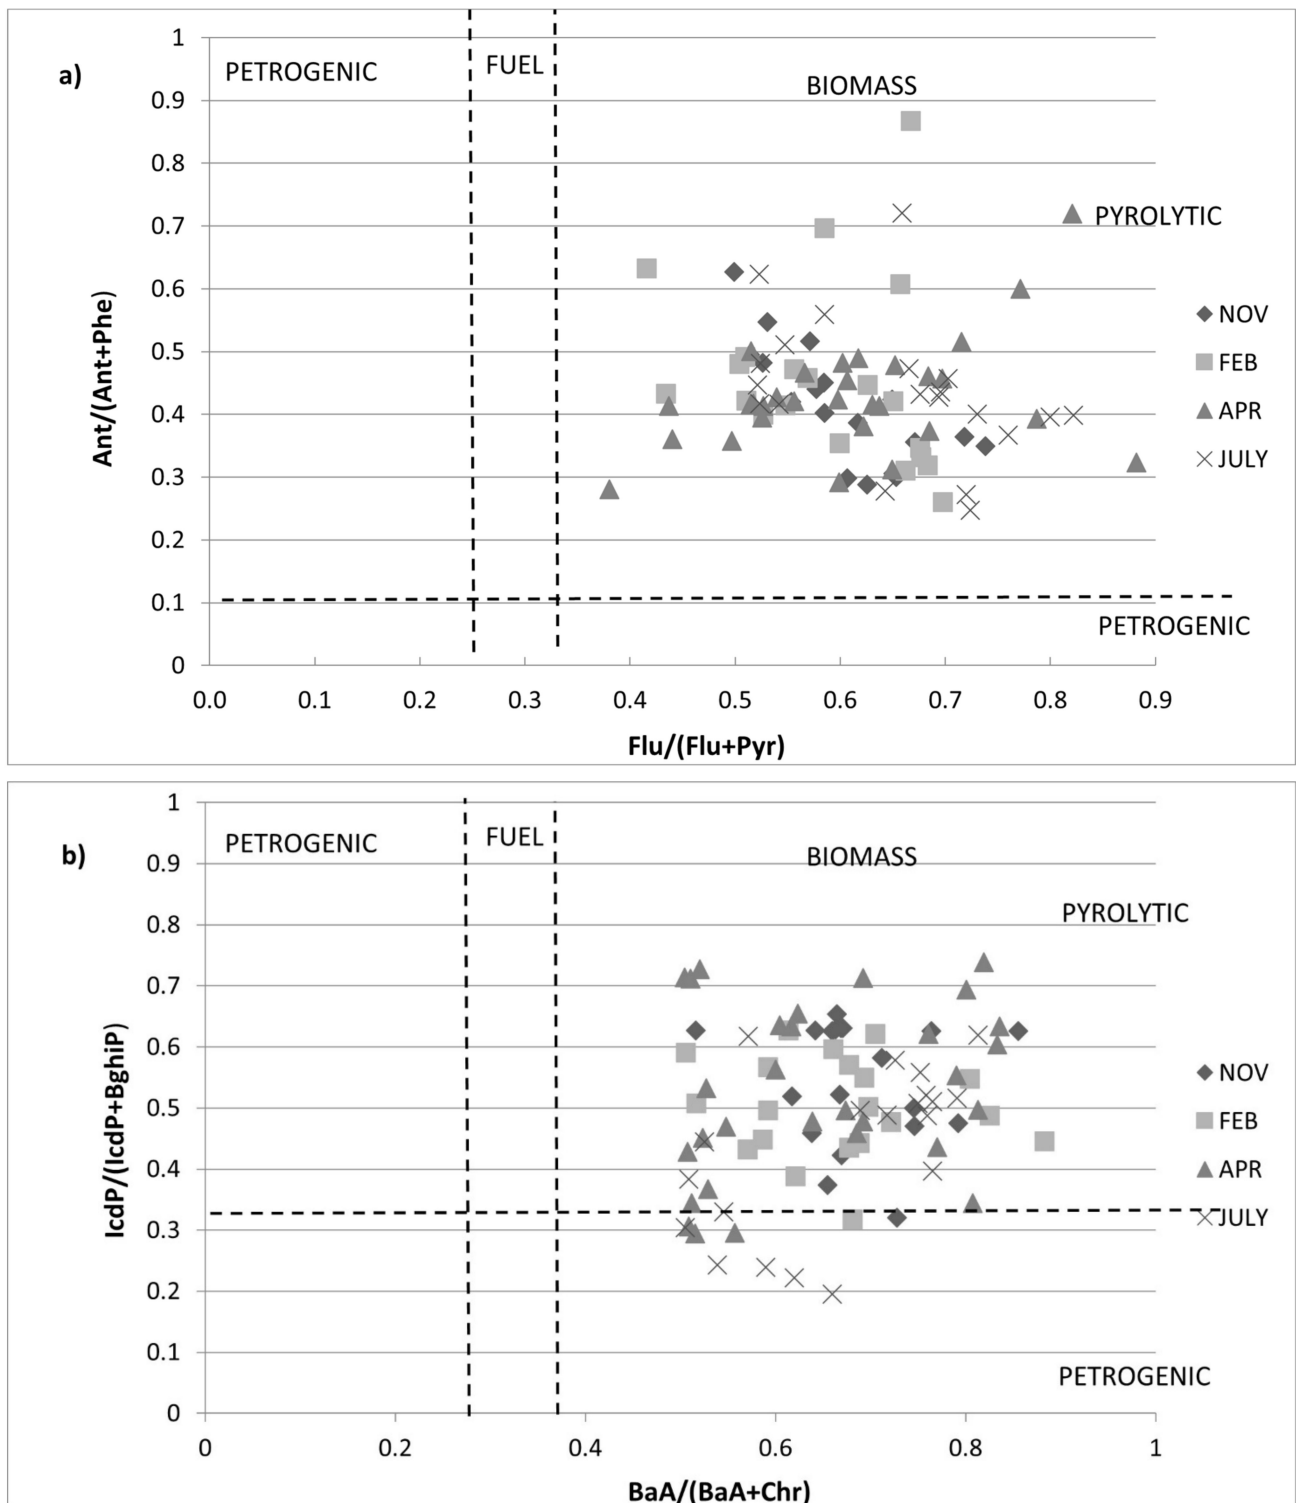 a)
PETROGENIC
FUEL
BIOMASS
PYROLYTIC
PETROGENIC
1
0.9
0.8
0.7
0.6
0.5
0.4
0.3
0.2
0.1
0
Ant/(Ant+Phe)
0.0 0.1 0.2 0.3 0.4 0.5 0.6 0.7 0.8 0.9
Flu/(Flu+Pyr)
NOV
FEB
APR
JULY
b)
PETROGENIC
FUEL
BIOMASS
PYROLYTIC
PETROGENIC
1
0.9
0.8
0.7
0.6
0.5
0.4
0.3
0.2
0.1
0
IcdP/(IcdP+BghiP)
0 0.2 0.4 0.6 0.8 1
BaA/(BaA+Chr)
NOV
FEB
APR
JULY